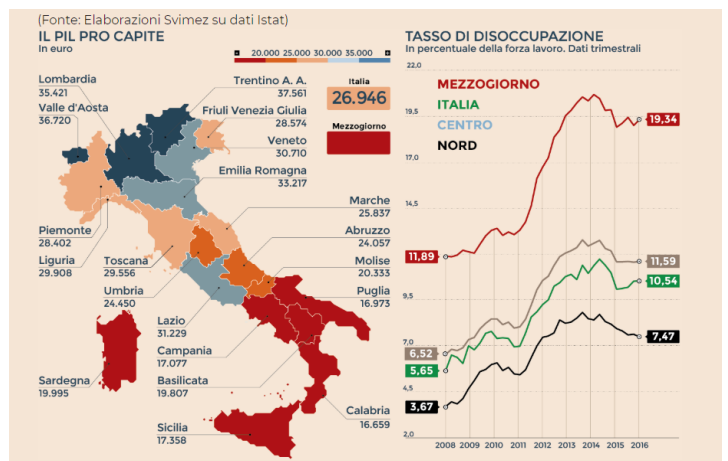 (Fonte: Elaborazioni Svimez su dati Istat)
IL PIL PRO CAPITE
In euro
20.000 25.000 30.000 35.000
Italia
26.946
Mezzogiorno
Lombardia
35.421
Valle d'Aosta
36.720
Trentino A. A.
37.561
Friuli Venezia Giulia
28.574
Veneto
30.710
Emilia Romagna
33.217
Marche
25.837
Abruzzo
24.057
Molise
20.333
Puglia
16.973
Piemonte
28.402
Liguria
29.908
Toscana
29.556
Umbria
24.450
Lazio
31.229
Campania
17.077
Basilicata
19.807
Sardegna
19.995
Calabria
16.659
Sicilia
17.358
TASSO DI DISOCCUPAZIONE
In percentuale della forza lavoro. Dati trimestrali
22,0
19,5
17,0
14,5
9,5
7,0
4,5
2,0
MEZZOGIORNO
ITALIA
CENTRO
NORD
19,34
11,89
11,59
10,54
7,47
6,52
5,65
3,67
2008 2009 2010 2011 2012 2013 2014 2015 2016